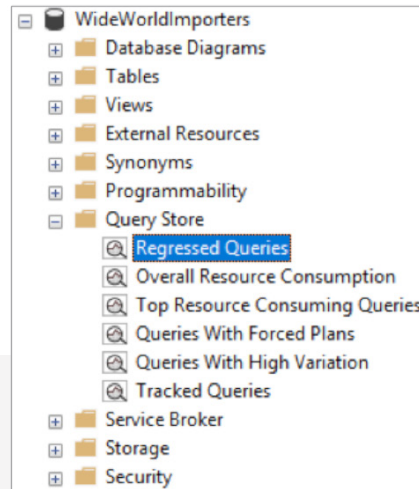 WideWorldImporters
Database Diagrams
Tables
Views
External Resources
Synonyms
Programmability
Query Store
Regressed Queries
Overall Resource Consumption
Top Resource Consuming Queries
Queries With Forced Plans
Queries With High Variation
Tracked Queries
Service Broker
Storage
Security